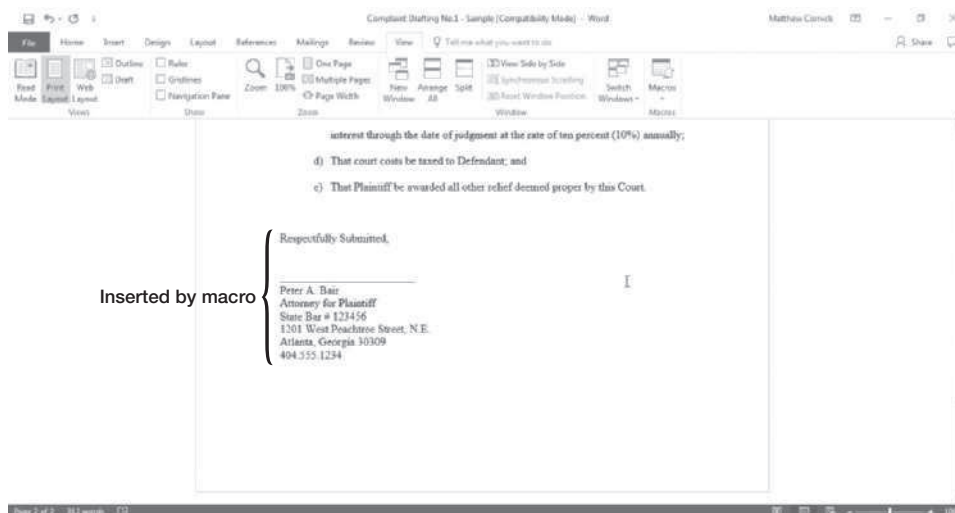 Complaint Drafting No.1 - Sample [Compatibility Mode] - Word
File Home Insert Design Layout References Mailings Review View Tell me what you want to do
Share
Read Mode
Print Layout
Web Layout
Outline
Draft
Views
Ruler
Gridlines
Navigation Pane
Show
Zoom
100%
One Page
Multiple Pages
Page Width
Zoom
New Window
Arrange All
Split
View Side by Side
Synchronous Scrolling
Reset Window Position
Window
Switch Windows
Macros
Macros
interest through the date of judgment at the rate of ten percent (10%) annually;
d) That court costs be taxed to Defendant; and
e) That Plaintiff be awarded all other relief deemed proper by this Court.
Respectfully Submitted,
Inserted by macro
Peter A. Bair
Attorney for Plaintiff
State Bar # 123456
1201 West Peachtree Street, N.E.
Atlanta, Georgia 30309
404.555.1234